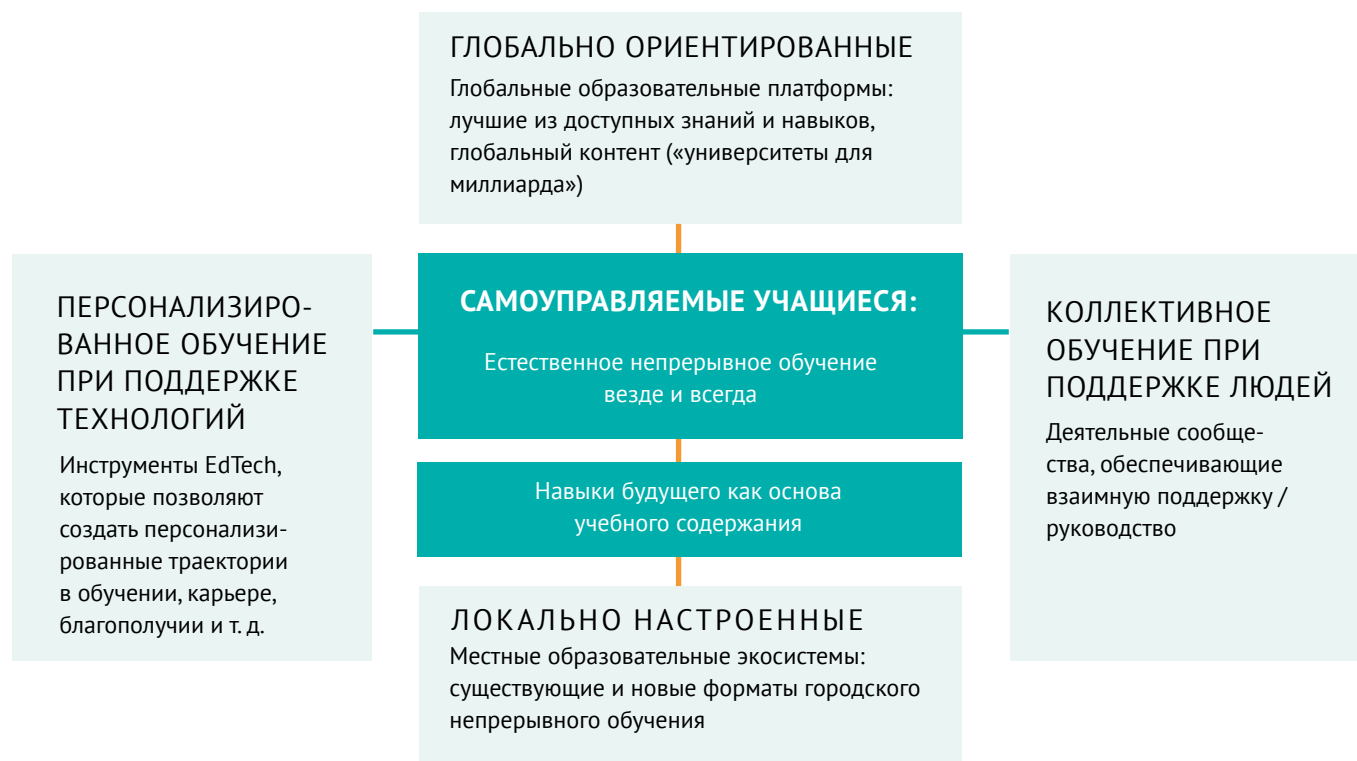 ГЛОБАЛЬНО ОРИЕНТИРОВАННЫЕ
Глобальные образовательные платформы:
лучшие из доступных знаний и навыков,
глобальный контент («университеты для
миллиарда»)
ПЕРСОНАЛИЗИРО-
ВАННОЕ ОБУЧЕНИЕ
ПРИ ПОДДЕРЖКЕ
ТЕХНОЛОГИЙ
Инструменты EdTech,
которые позволяют
создать персонализи-
рованные траектории
в обучении, карьере,
благополучии и т. д.
САМОУПРАВЛЯЕМЫЕ УЧАЩИЕСЯ:
Естественное непрерывное обучение
везде и всегда
Навыки будущего как основа
учебного содержания
КОЛЛЕКТИВНОЕ
ОБУЧЕНИЕ ПРИ
ПОДДЕРЖКЕ ЛЮДЕЙ
Деятельные сообще-
ства, обеспечивающие
взаимную поддержку /
руководство
ЛОКАЛЬНО НАСТРОЕННЫЕ
Местные образовательные экосистемы:
существующие и новые форматы городского
непрерывного обучения